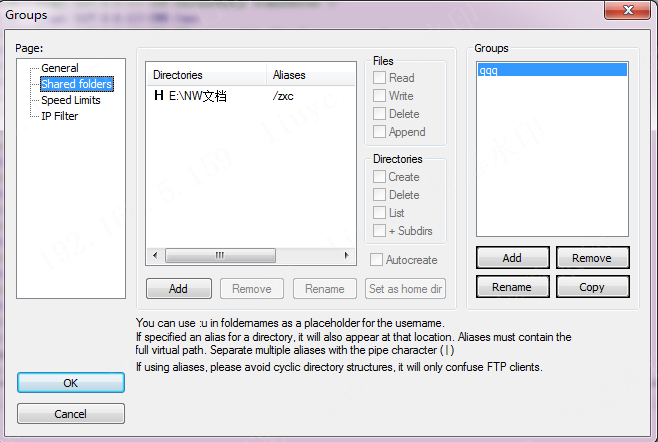 Groups
Page:
General
Shared folders
Speed Limits
IP Filter
Directories Aliases
H E:\NW文档 /zxc
Files
Read
Write
Delete
Append
Directories
Create
Delete
List
+ Subdirs
Autocreate
Add Remove Rename Set as home dir
Groups
qqq
Add Remove
Rename Copy
You can use :u in foldernames as a placeholder for the username.
If specified an alias for a directory, it will also appear at that location. Aliases must contain the
full virtual path. Separate multiple aliases with the pipe character ( | )
If using aliases, please avoid cyclic directory structures, it will only confuse FTP clients.
OK
Cancel